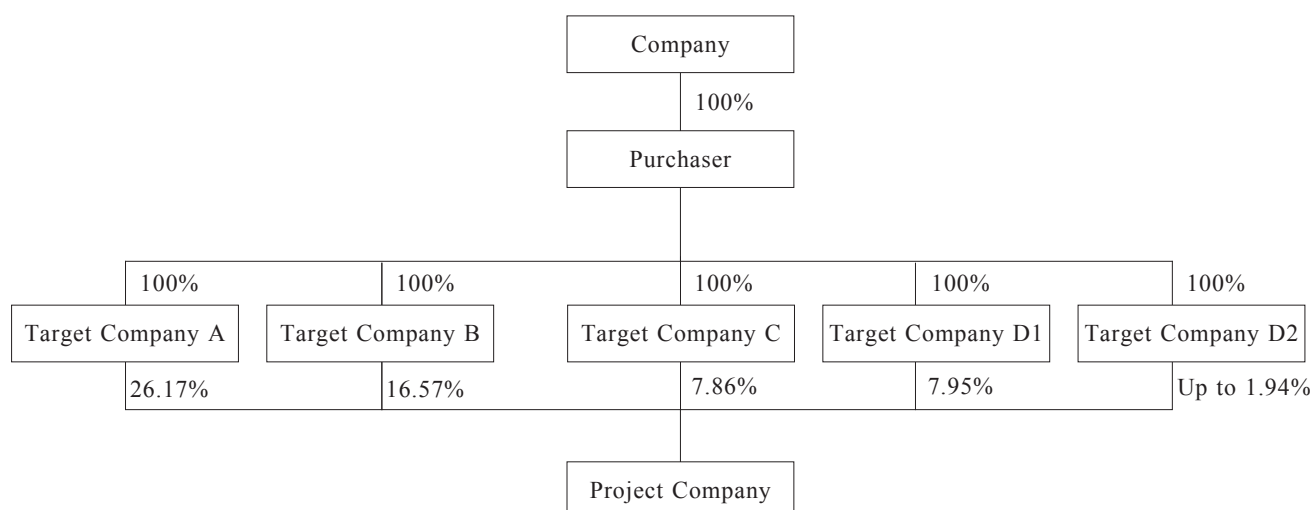 Company
100%
Purchaser
100% 100% 100% 100% 100%
Target Company A Target Company B Target Company C Target Company D1 Target Company D2
26.17% 16.57% 7.86% 7.95% Up to 1.94%
Project Company